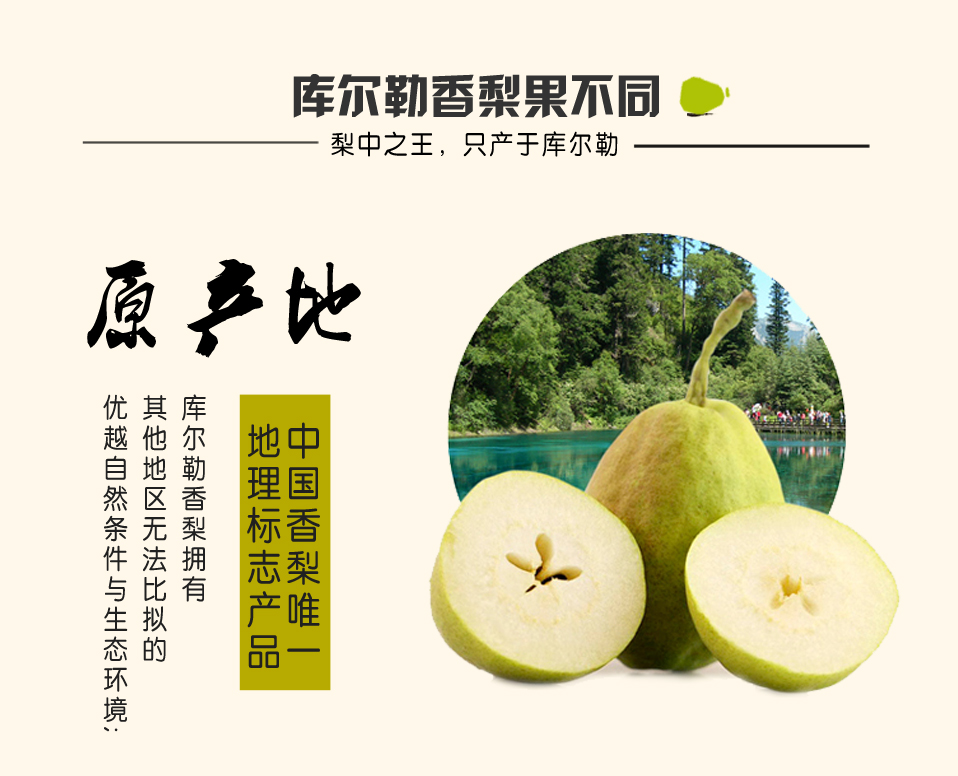 库尔勒香梨果不同
梨中之王，只产于库尔勒
原产地
中国香梨唯一
地理标志产品
库尔勒香梨拥有
其他地区无法比拟的
优越自然条件与生态环境